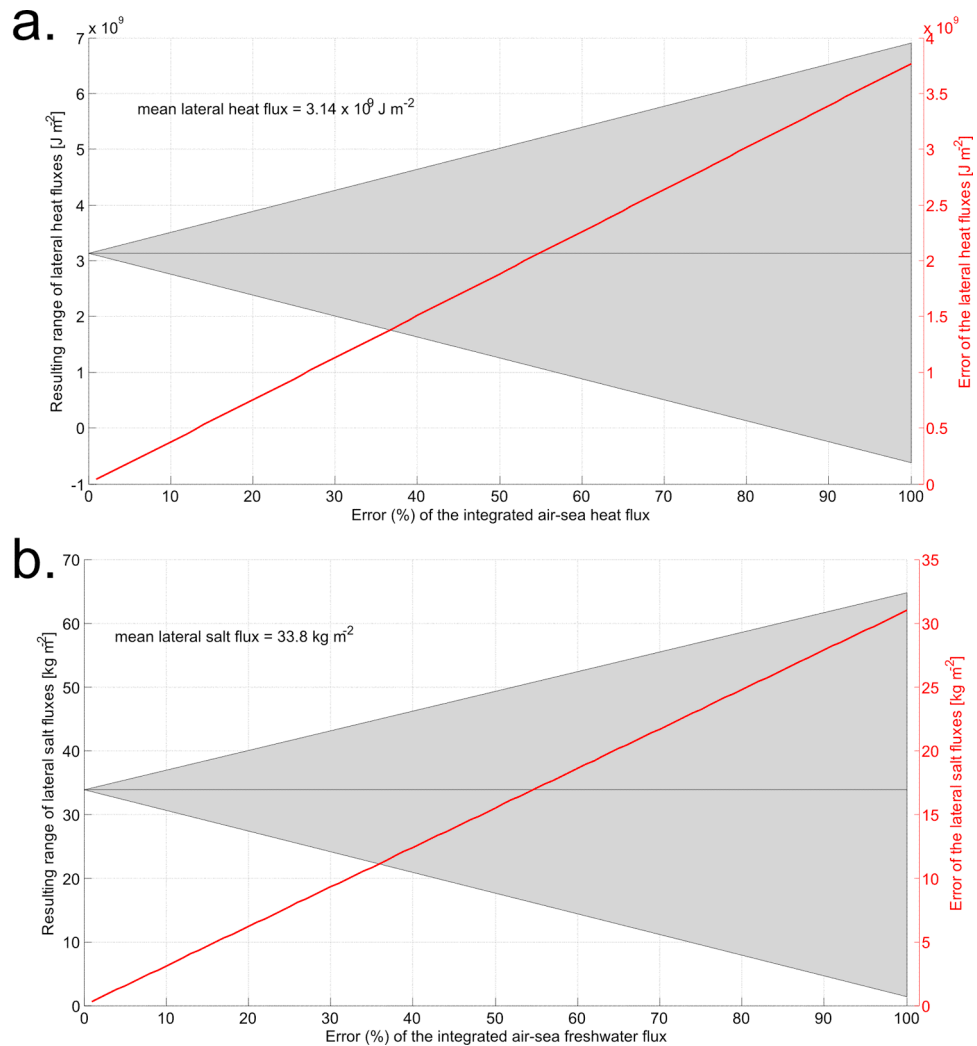 a.
x 10⁹
x 10⁹
7
6
5
4
3
2
1
0
-1
Resulting range of lateral heat fluxes [J m⁻²]
mean lateral heat flux = 3.14 x 10⁹ J m⁻²
4
3.5
3
2.5
2
1.5
1
0.5
0
Error of the lateral heat fluxes [J m⁻²]
0 10 20 30 40 50 60 70 80 90 100
Error (%) of the integrated air-sea heat flux
b.
70
60
50
40
30
20
10
0
Resulting range of lateral salt fluxes [kg m⁻²]
mean lateral salt flux = 33.8 kg m⁻²
35
30
25
20
15
10
5
0
Error of the lateral salt fluxes [kg m⁻²]
0 10 20 30 40 50 60 70 80 90 100
Error (%) of the integrated air-sea freshwater flux